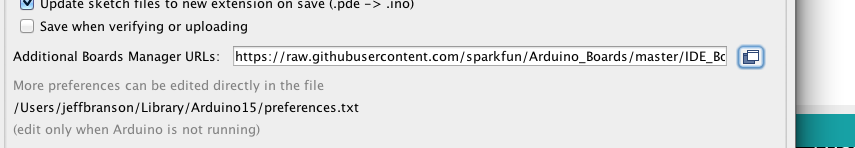 Update sketch files to new extension on save (.pde -> .ino)
Save when verifying or uploading
Additional Boards Manager URLs: https://raw.githubusercontent.com/sparkfun/Arduino_Boards/master/IDE_Bo
More preferences can be edited directly in the file
/Users/jeffbranson/Library/Arduino15/preferences.txt
(edit only when Arduino is not running)